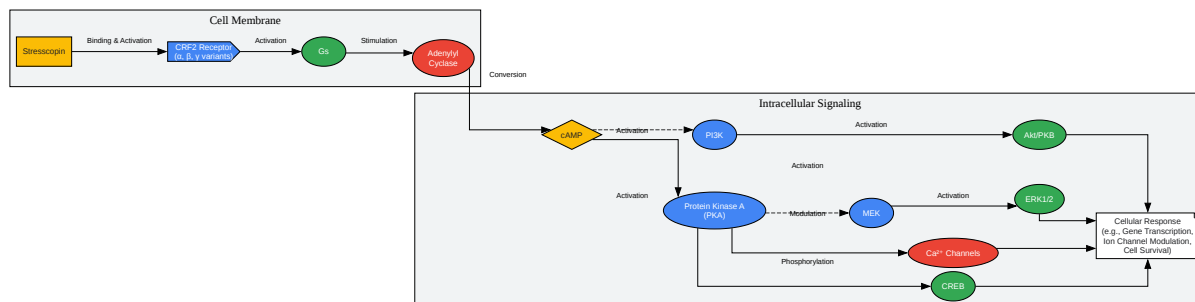 Cell Membrane
Stresscopin
Binding & Activation
CRF2 Receptor
(α, β, γ variants)
Activation
Gs
Stimulation
Adenylyl
Cyclase
Conversion
Intracellular Signaling
cAMP
Activation
PI3K
Activation
Akt/PKB
Activation
Activation
Protein Kinase A
(PKA)
Modulation
MEK
Activation
ERK1/2
Cellular Response
(e.g., Gene Transcription,
Ion Channel Modulation,
Cell Survival)
Phosphorylation
Ca²⁺ Channels
CREB